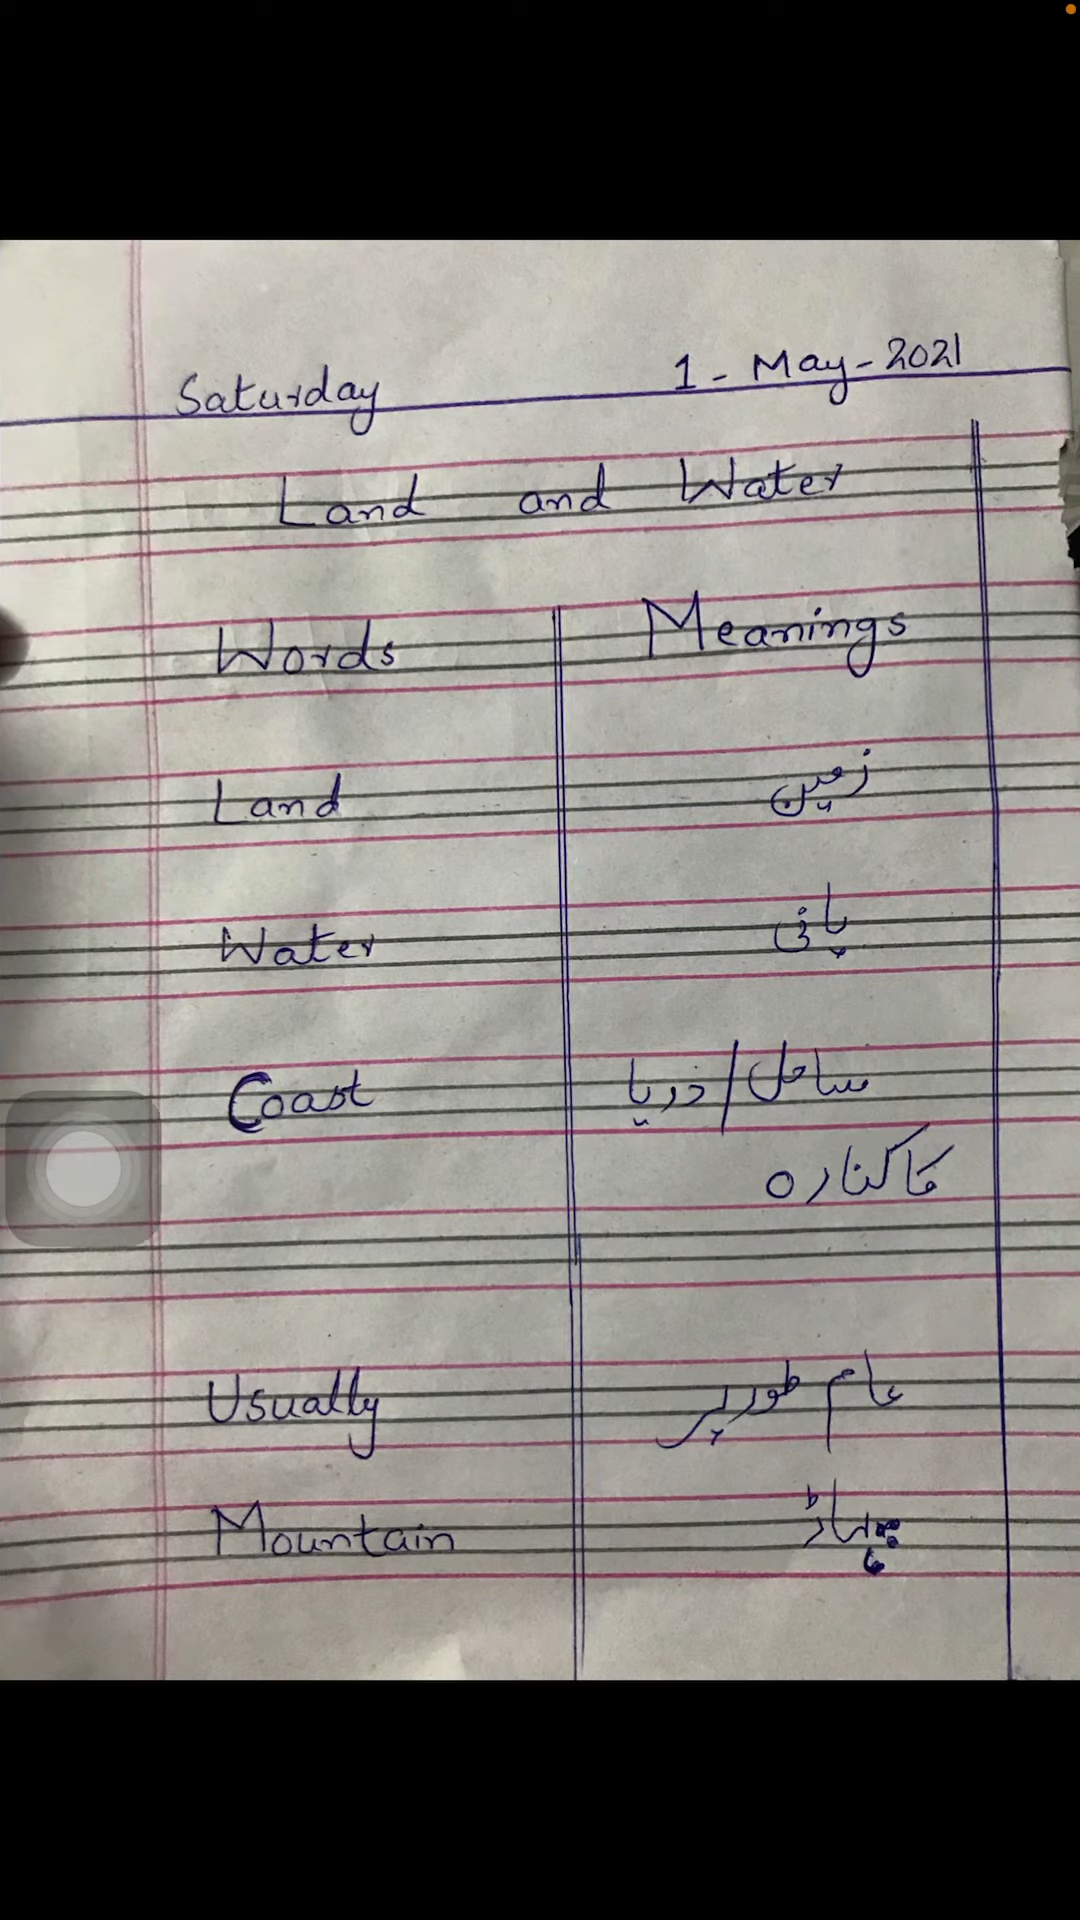 Saturday 1 - May - 2021
Land and Water
Words Meanings
Land زمین
Water پانی
Coast ساحل / دریا
کا کنارہ
Usually عام طور پر
Mountain پہاڑ